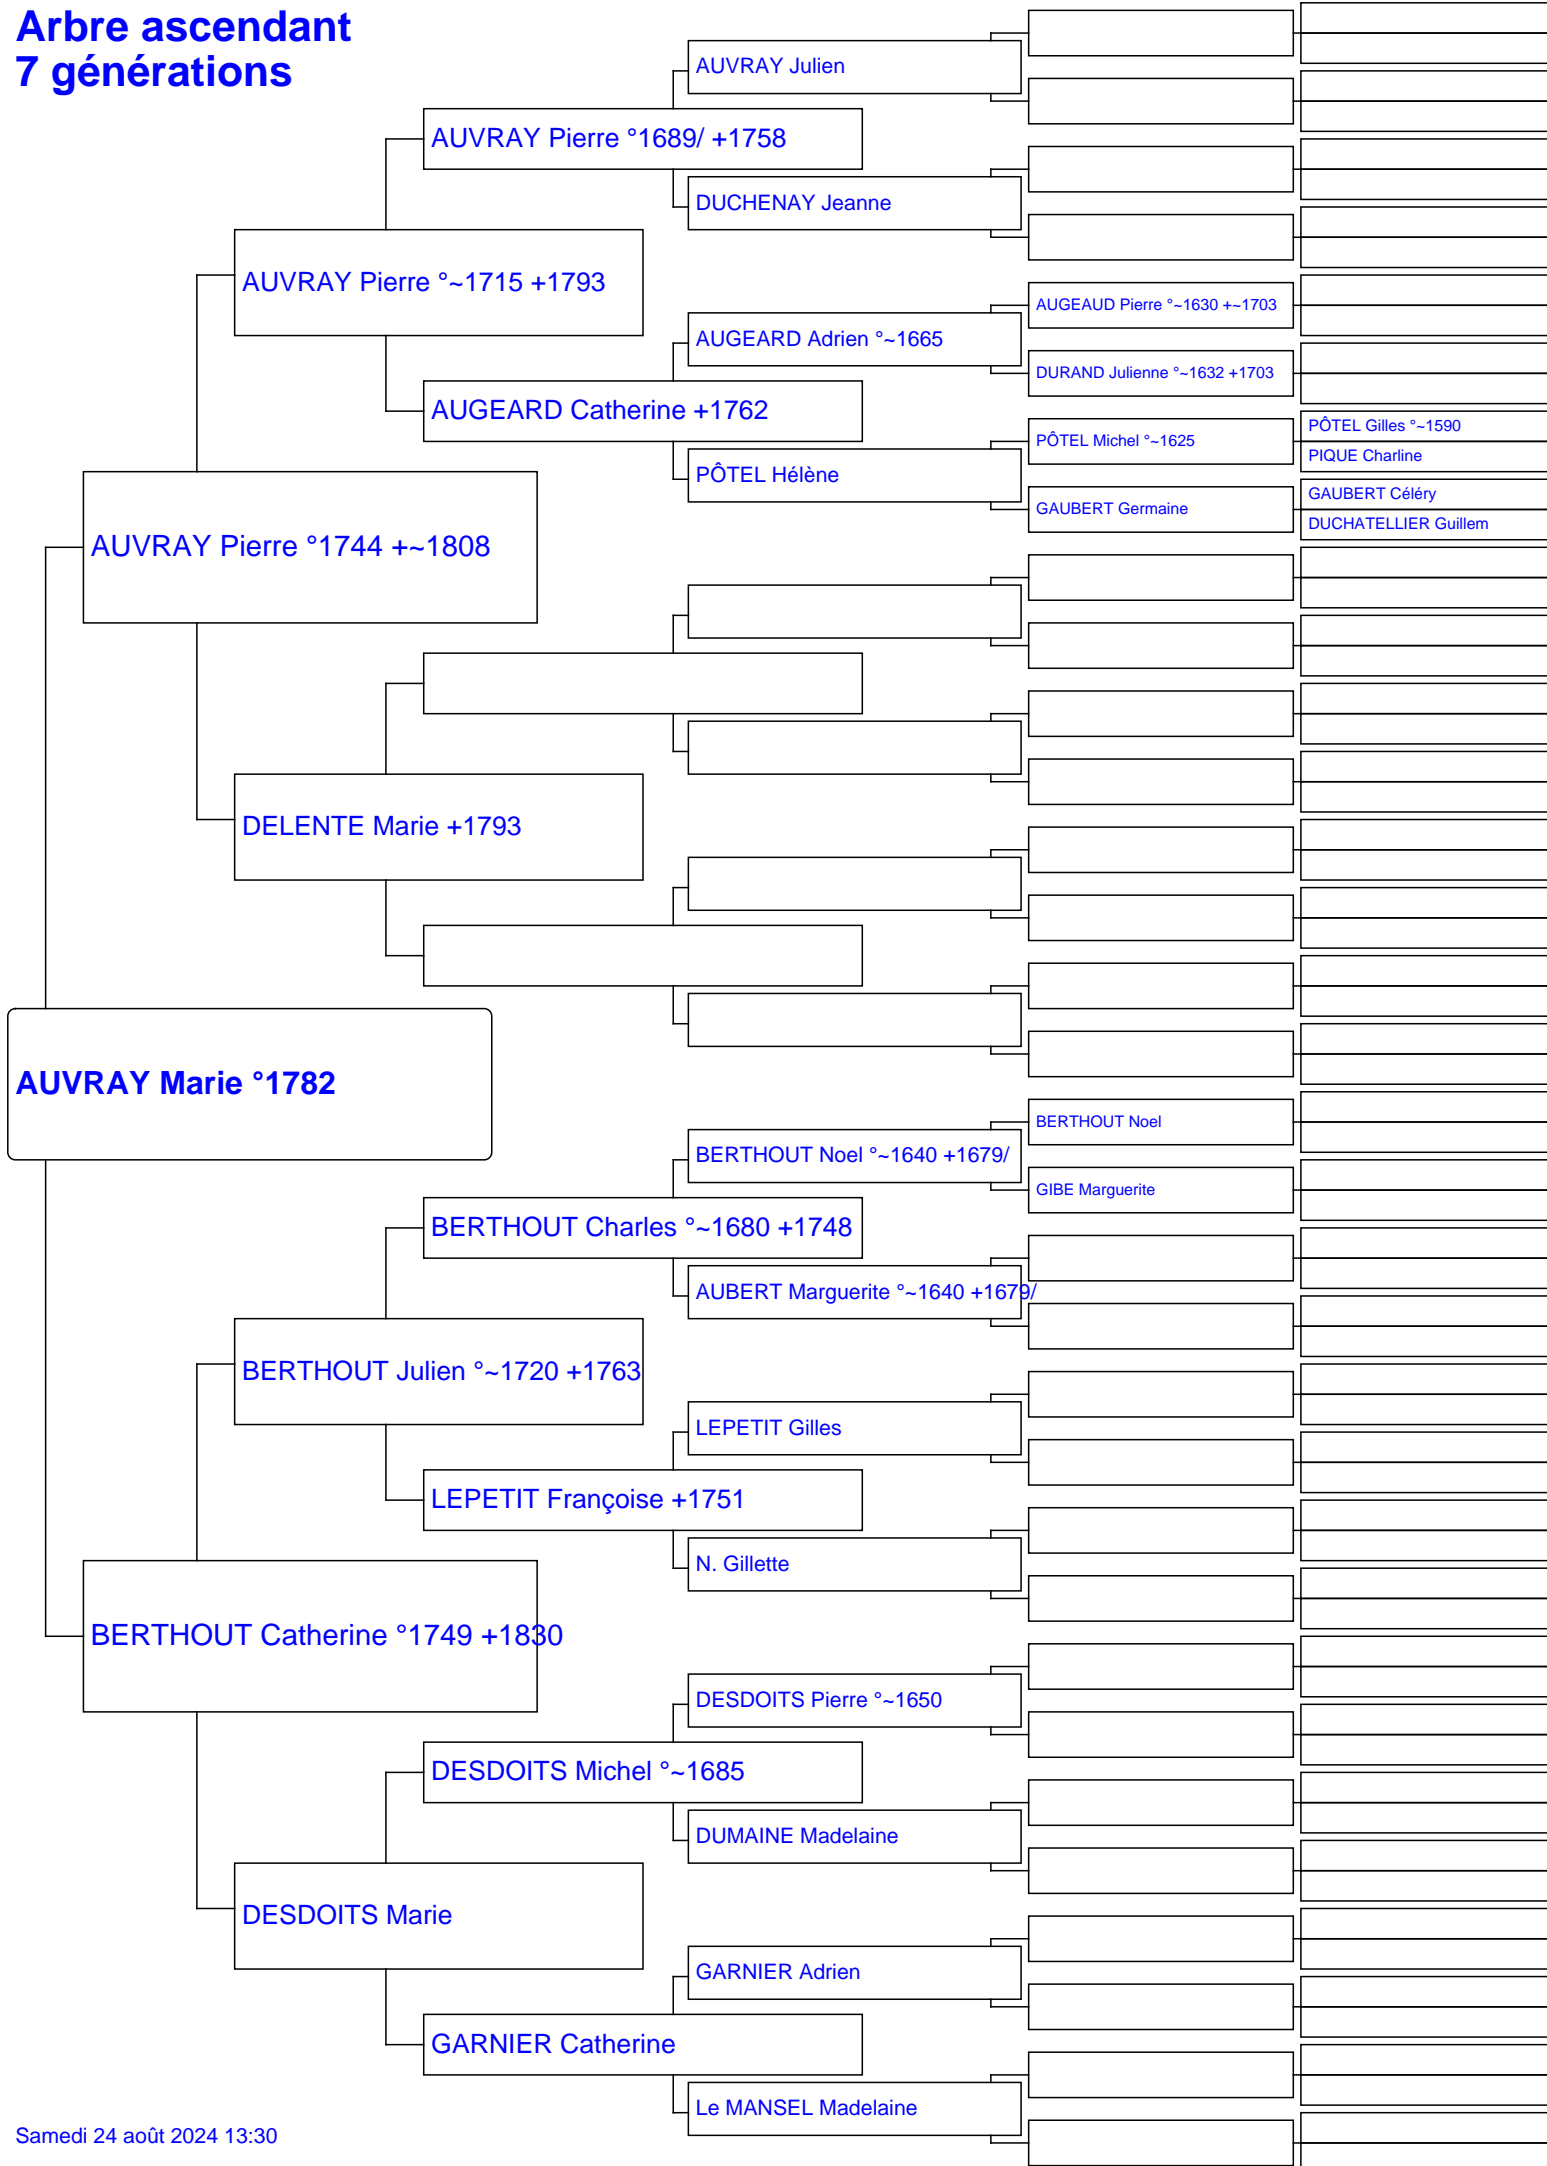 Arbre ascendant
7 générations
AUVRAY Julien
AUVRAY Pierre °1689/ +1758
DUCHENAY Jeanne
AUVRAY Pierre °~1715 +1793
AUGEAUD Pierre °~1630 +~1703
AUGEARD Adrien °~1665
DURAND Julienne °~1632 +1703
AUGEARD Catherine +1762
PÔTEL Gilles °~1590
PÔTEL Michel °~1625
PIQUE Charline
PÔTEL Hélène
GAUBERT Céléry
GAUBERT Germaine
DUCHATELLIER Guillem
AUVRAY Pierre °1744 +~1808
DELENTE Marie +1793
AUVRAY Marie °1782
BERTHOUT Noel
BERTHOUT Noel °~1640 +1679/
GIBE Marguerite
BERTHOUT Charles °~1680 +1748
AUBERT Marguerite °~1640 +1679/
BERTHOUT Julien °~1720 +1763
LEPETIT Gilles
LEPETIT Françoise +1751
N. Gillette
BERTHOUT Catherine °1749 +1830
DESDOITS Pierre °~1650
DESDOITS Michel °~1685
DUMAINE Madelaine
DESDOITS Marie
GARNIER Adrien
GARNIER Catherine
Le MANSEL Madelaine
Samedi 24 août 2024 13:30